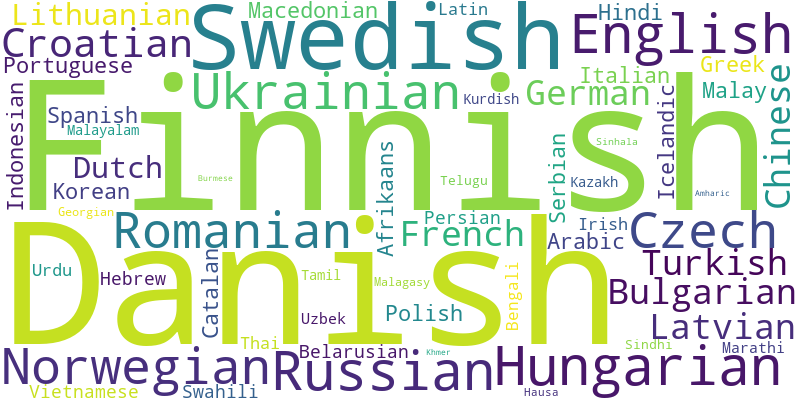 Lithuanian
Macedonian
Latin
Hindi
Swedish
English
Croatian
Portuguese
Greek
Italian
Ukrainian
Kurdish
German
Malay
Chinese
Finnish
Indonesian
Spanish
Malayalam
Icelandic
Sinhala
Serbian
Afrikaans
Dutch
Korean
Burmese
Telugu
Kazakh
Amharic
Georgian
Romanian
Persian
French
Irish
Arabic
Czech
Danish
Urdu
Hebrew
Catalan
Tamil
Malagasy
Bengali
Turkish
Bulgarian
Uzbek
Polish
Latvian
Thai
Belarusian
Khmer
Sindhi
Marathi
Norwegian
Russian
Hungarian
Vietnamese
Swahili
Hausa